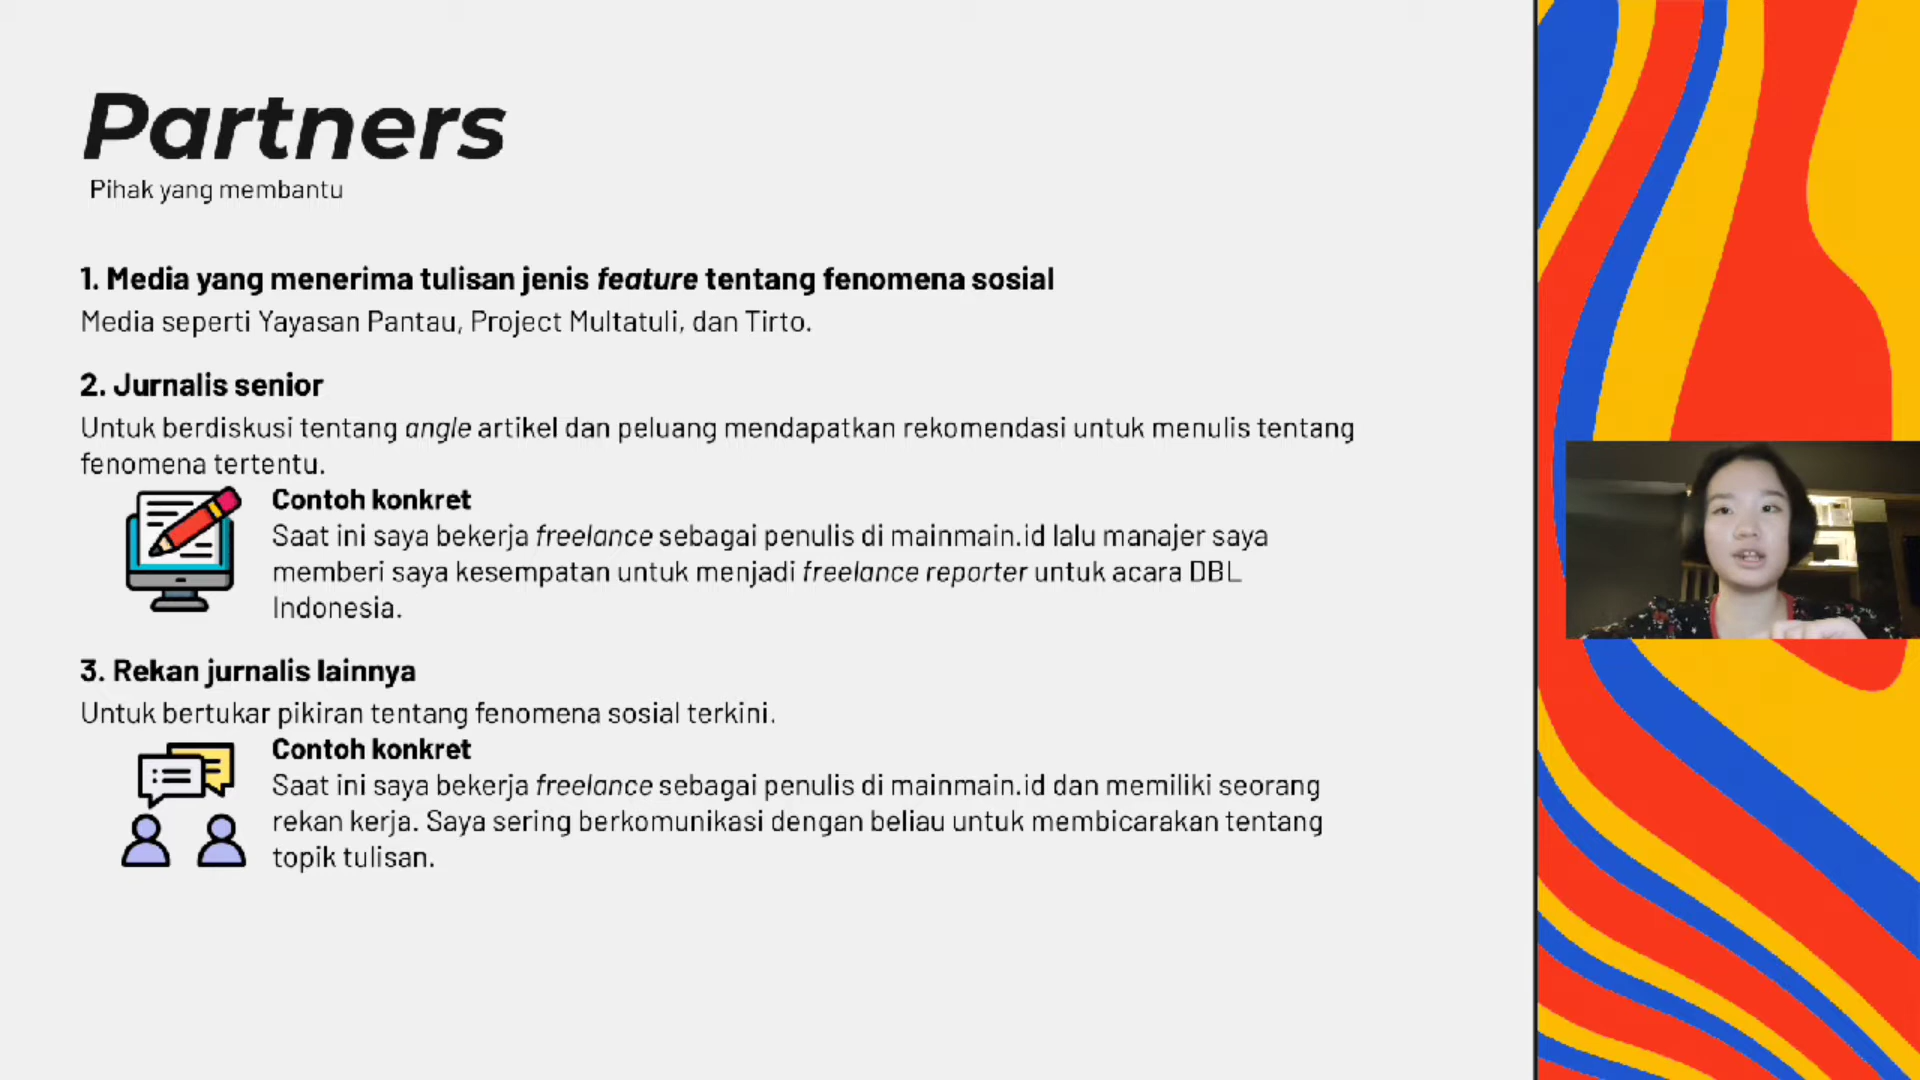 Partners
Pihak yang membantu
1. Media yang menerima tulisan jenis feature tentang fenomena sosial
Media seperti Yayasan Pantau, Project Multatuli, dan Tirto.
2. Jurnalis senior
Untuk berdiskusi tentang angle artikel dan peluang mendapatkan rekomendasi untuk menulis tentang
fenomena tertentu.
Contoh konkret
Saat ini saya bekerja freelance sebagai penulis di mainmain.id lalu manajer saya
memberi saya kesempatan untuk menjadi freelance reporter untuk acara DBL
Indonesia.
3. Rekan jurnalis lainnya
Untuk bertukar pikiran tentang fenomena sosial terkini.
Contoh konkret
Saat ini saya bekerja freelance sebagai penulis di mainmain.id dan memiliki seorang
rekan kerja. Saya sering berkomunikasi dengan beliau untuk membicarakan tentang
topik tulisan.